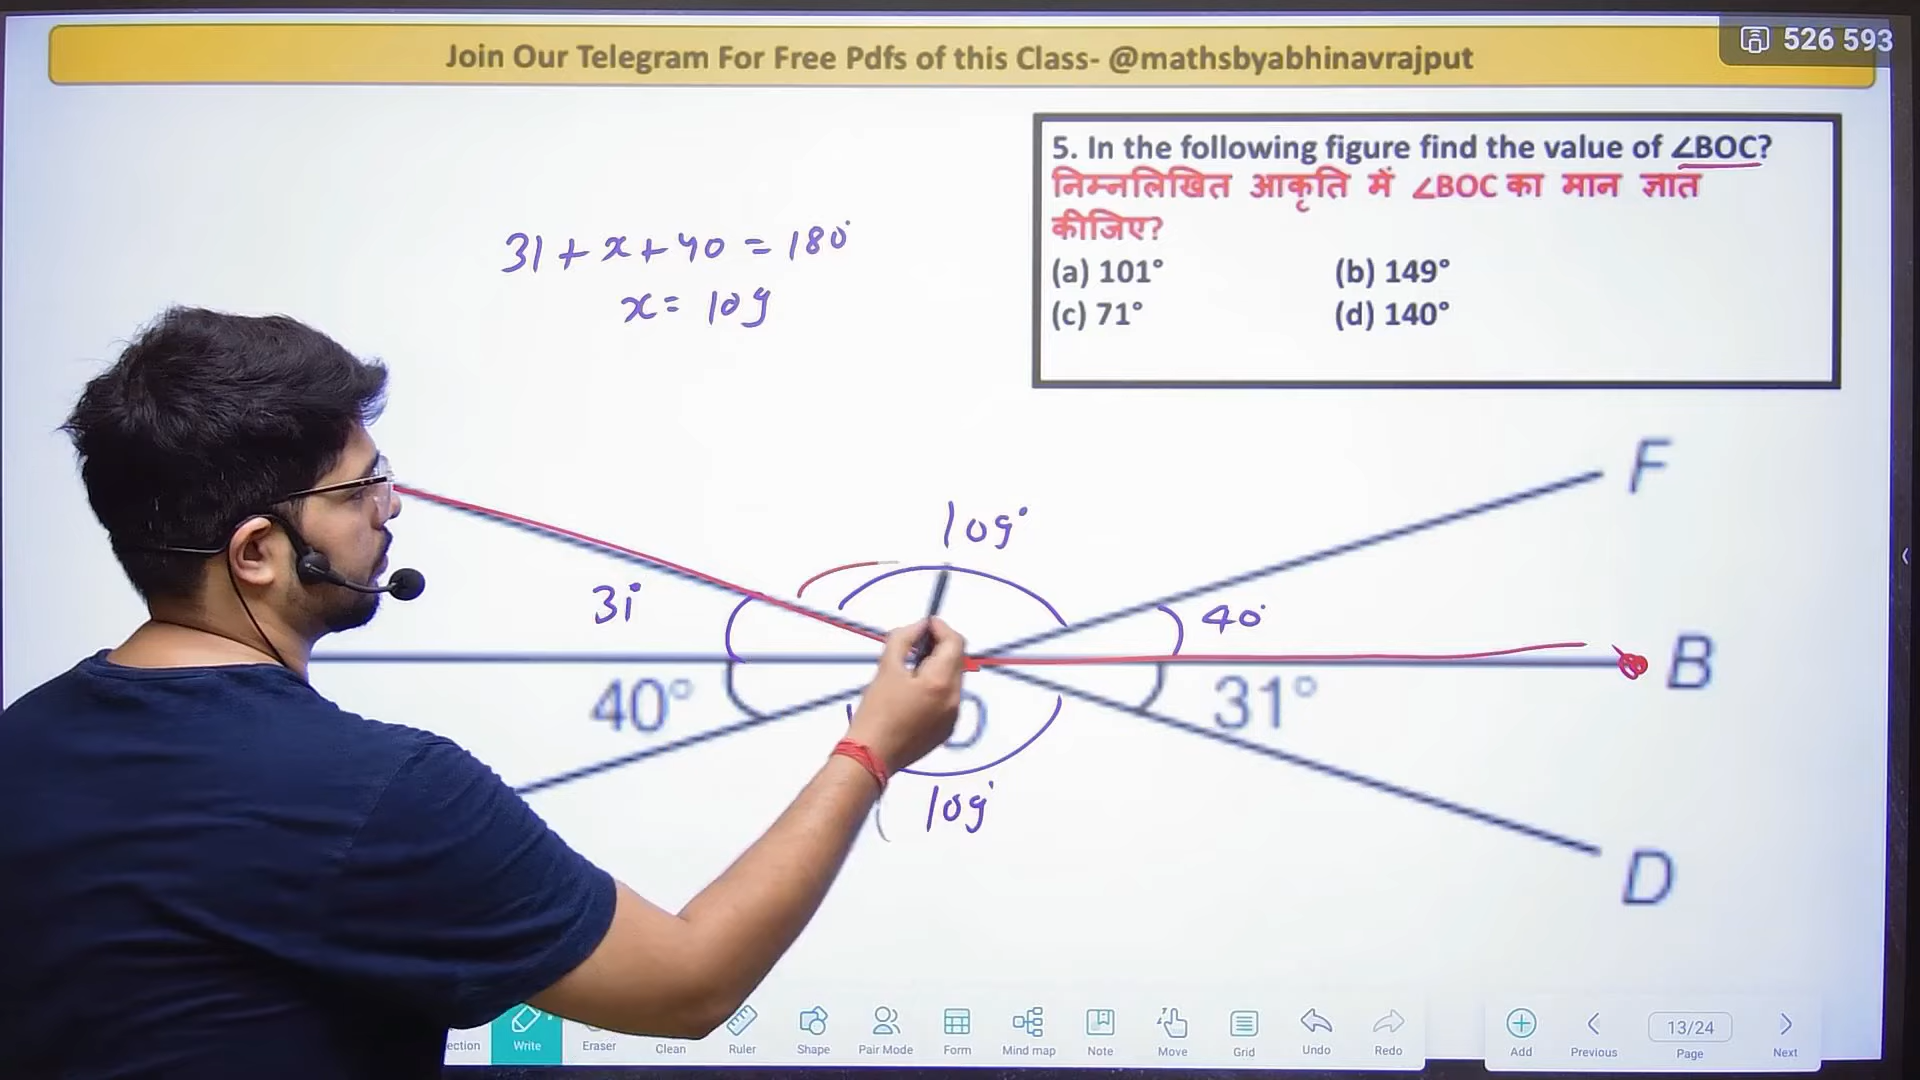 Join Our Telegram For Free Pdfs of this Class- @mathsbyabhinavrajput
526 593
5. In the following figure find the value of ∠BOC?
निम्नलिखित आकृति में ∠BOC का मान ज्ञात
कीजिए?
(a) 101° (b) 149°
(c) 71° (d) 140°
31 + x + 40 = 180°
x = 109
F
109°
31°
40°
B
40°
31°
O
109°
D
ection
Write
Eraser
Clean
Ruler
Shape
Pair Mode
Form
Mind map
Note
Move
Grid
Undo
Redo
Add
Previous
13/24
Page
Next